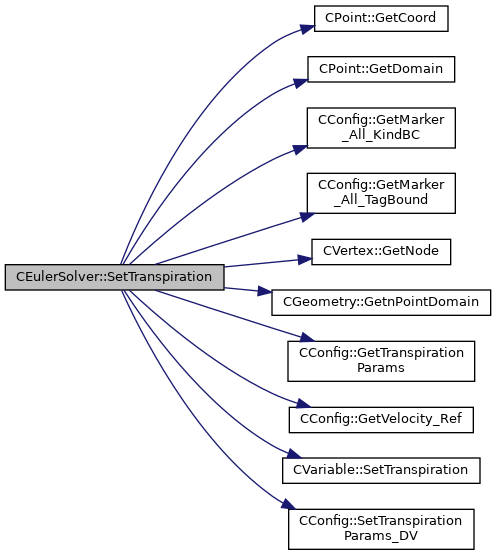 CPoint::GetCoord
CPoint::GetDomain
CConfig::GetMarker
_All_KindBC
CConfig::GetMarker
_All_TagBound
CEulerSolver::SetTranspiration
CVertex::GetNode
CGeometry::GetnPointDomain
CConfig::GetTranspiration
Params
CConfig::GetVelocity_Ref
CVariable::SetTranspiration
CConfig::SetTranspiration
Params_DV